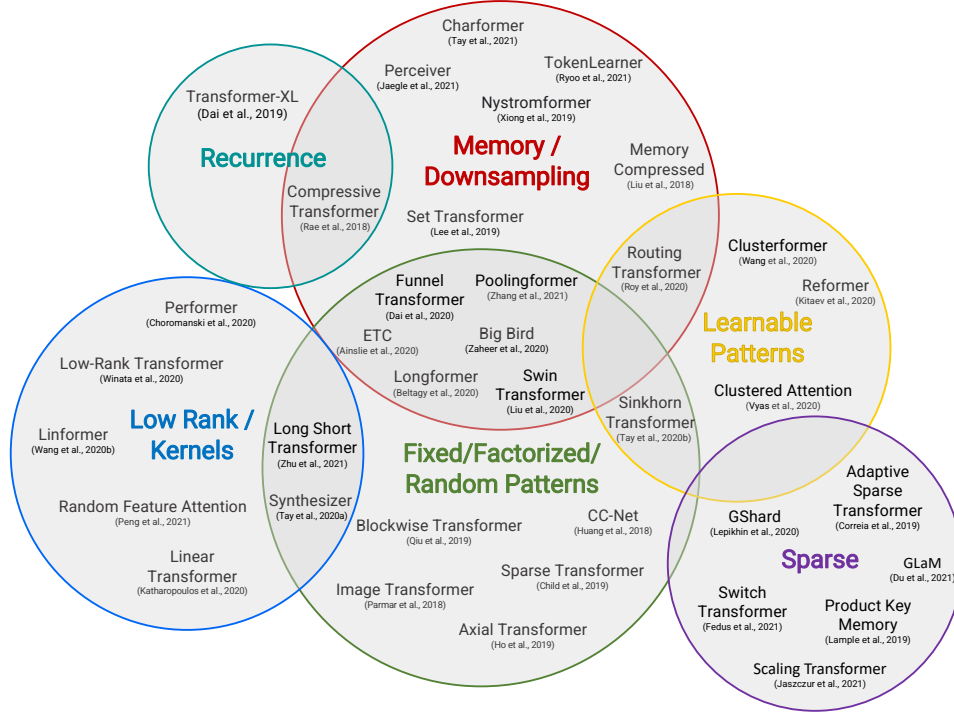 Charformer
(Tay et al., 2021)
TokenLearner
(Ryoo et al., 2021)
Perceiver
(Jaegle et al., 2021)
Transformer-XL
(Dai et al., 2019)
Nystromformer
(Xiong et al., 2019)
Recurrence
Memory /
Downsampling
Memory
Compressed
(Liu et al., 2018)
Compressive
Transformer
(Rae et al., 2018)
Set Transformer
(Lee et al., 2019)
Routing
Transformer
(Roy et al., 2020)
Clusterformer
(Wang et al., 2020)
Reformer
(Kitaev et al., 2020)
Funnel
Transformer
(Dai et al., 2020)
Poolingformer
(Zhang et al., 2021)
Performer
(Choromanski et al., 2020)
ETC
(Ainslie et al., 2020)
Big Bird
(Zaheer et al., 2020)
Learnable
Patterns
Low-Rank Transformer
(Winata et al., 2020)
Longformer
(Beltagy et al., 2020)
Swin
Transformer
(Liu et al., 2020)
Clustered Attention
(Vyas et al., 2020)
Sinkhorn
Transformer
(Tay et al., 2020b)
Low Rank /
Kernels
Linformer
(Wang et al., 2020b)
Long Short
Transformer
(Zhu et al., 2021)
Fixed/Factorized/
Random Patterns
Adaptive
Sparse
Transformer
(Correia et al., 2019)
Random Feature Attention
(Peng et al., 2021)
Synthesizer
(Tay et al., 2020a)
Blockwise Transformer
(Qiu et al., 2019)
CC-Net
(Huang et al., 2018)
GShard
(Lepikhin et al., 2020)
Sparse
GLaM
(Du et al., 2021)
Linear
Transformer
(Katharopoulos et al., 2020)
Image Transformer
(Parmar et al., 2018)
Sparse Transformer
(Child et al., 2019)
Switch
Transformer
(Fedus et al., 2021)
Product Key
Memory
(Lample et al., 2019)
Axial Transformer
(Ho et al., 2019)
Scaling Transformer
(Jaszczur et al., 2021)